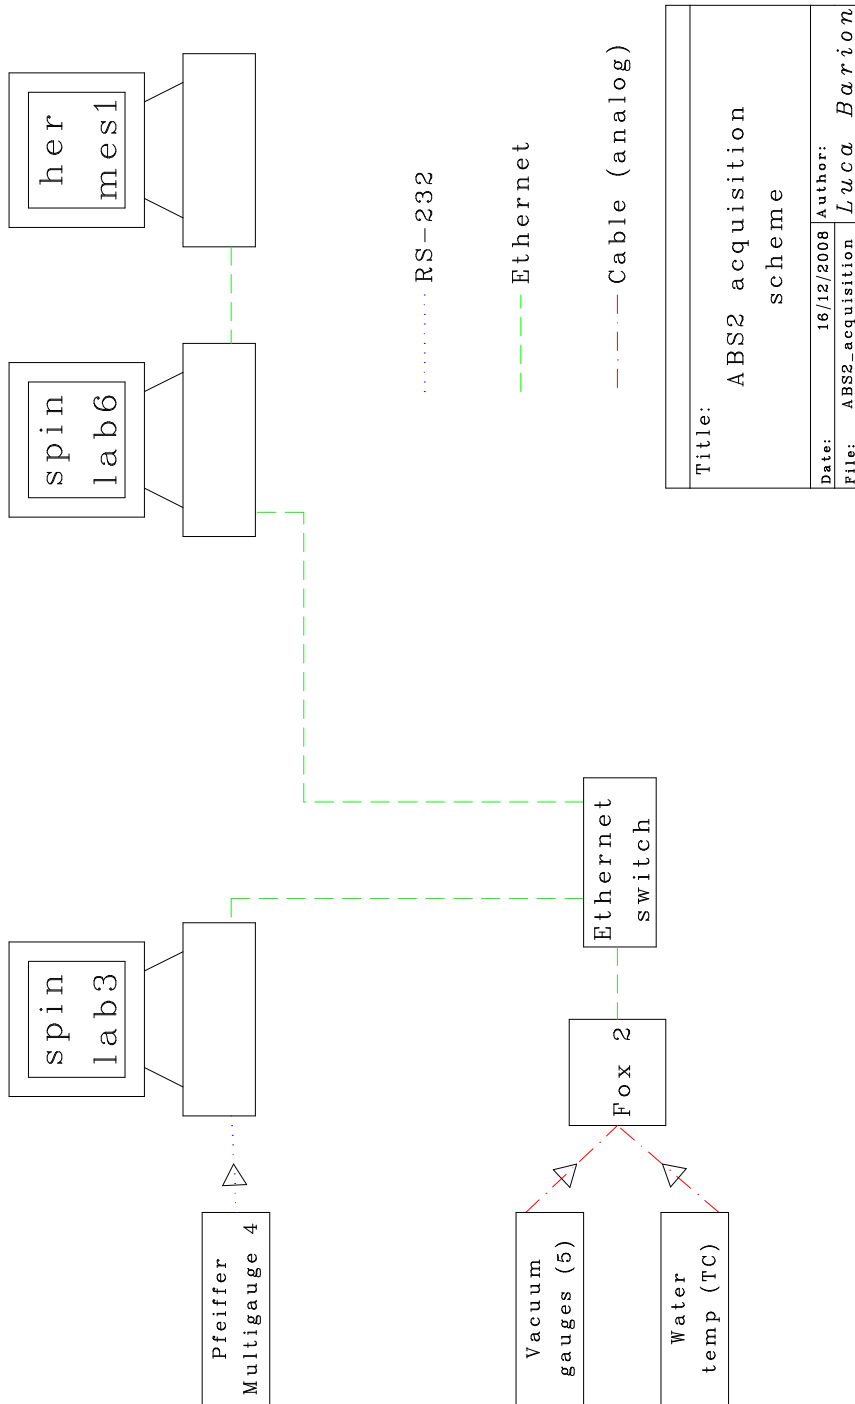 Pfeiffer
Multigauge 4
spin
lab3
spin
lab6
her
mes1
Vacuum
gauges (5)
Water
temp (TC)
Fox 2
Ethernet
switch
RS-232
Ethernet
Cable (analog)
Title:
ABS2 acquisition
scheme
Date: 16/12/2008 Author:
File: ABS2_acquisition Luca Barion